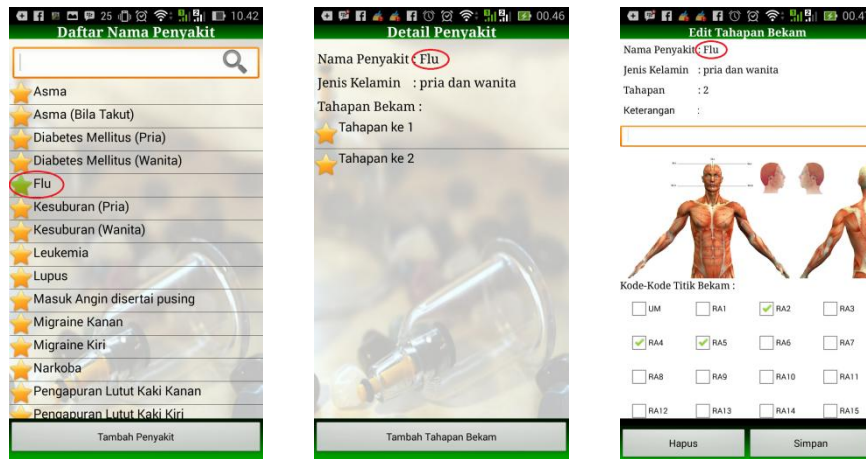 25 10.42
Daftar Nama Penyakit
Asma
Asma (Bila Takut)
Diabetes Mellitus (Pria)
Diabetes Mellitus (Wanita)
Flu
Kesuburan (Pria)
Kesuburan (Wanita)
Leukemia
Lupus
Masuk Angin disertai pusing
Migraine Kanan
Migraine Kiri
Narkoba
Pengapuran Lutut Kaki Kanan
Pengapuran Lutut Kaki Kiri
Tambah Penyakit
00.46
Detail Penyakit
Nama Penyakit : Flu
Jenis Kelamin : pria dan wanita
Tahapan Bekam :
Tahapan ke 1
Tahapan ke 2
Tambah Tahapan Bekam
00.4
Edit Tahapan Bekam
Nama Penyakit : Flu
Jenis Kelamin : pria dan wanita
Tahapan : 2
Keterangan :
Kode-Kode Titik Bekam :
UM RA1 RA2 RA3
RA4 RA5 RA6 RA7
RA8 RA9 RA10 RA11
RA12 RA13 RA14 RA15
Hapus Simpan